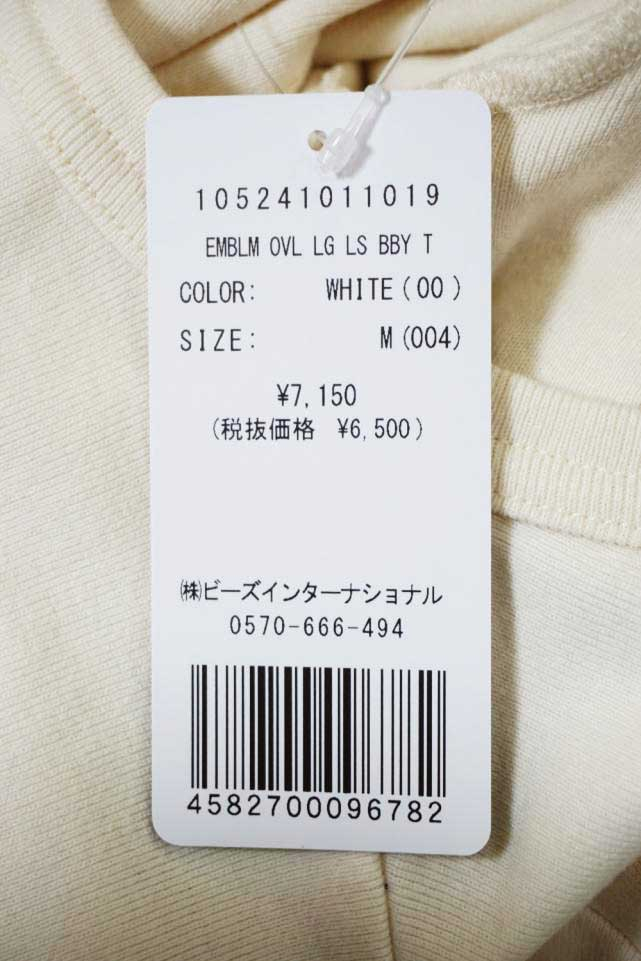 105241011019
EMBLM OVL LG LS BBY T
COLOR: WHITE(00)
SIZE: M(004)
¥7,150
(税抜価格 ¥6,500)
㈱ビーズインターナショナル
0570-666-494
4582700096782